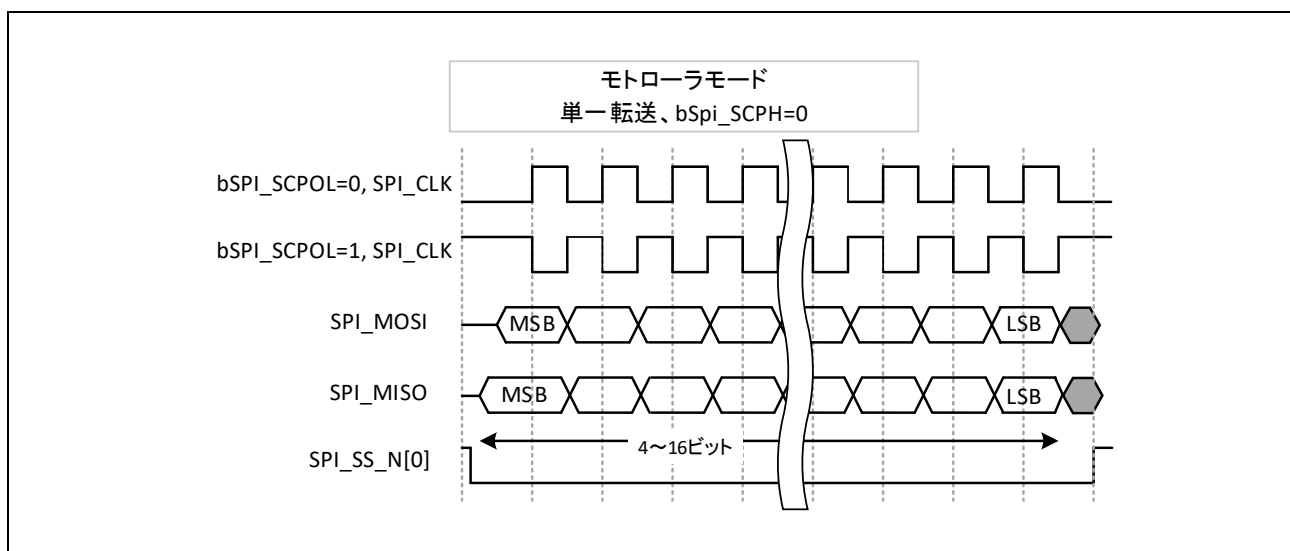 モトローラモード
単一転送、bSpi_SCPH=0
bSPI_SCPOL=0, SPI_CLK
bSPI_SCPOL=1, SPI_CLK
SPI_MOSI
MSB
LSB
SPI_MISO
MSB
LSB
4～16ビット
SPI_SS_N[0]